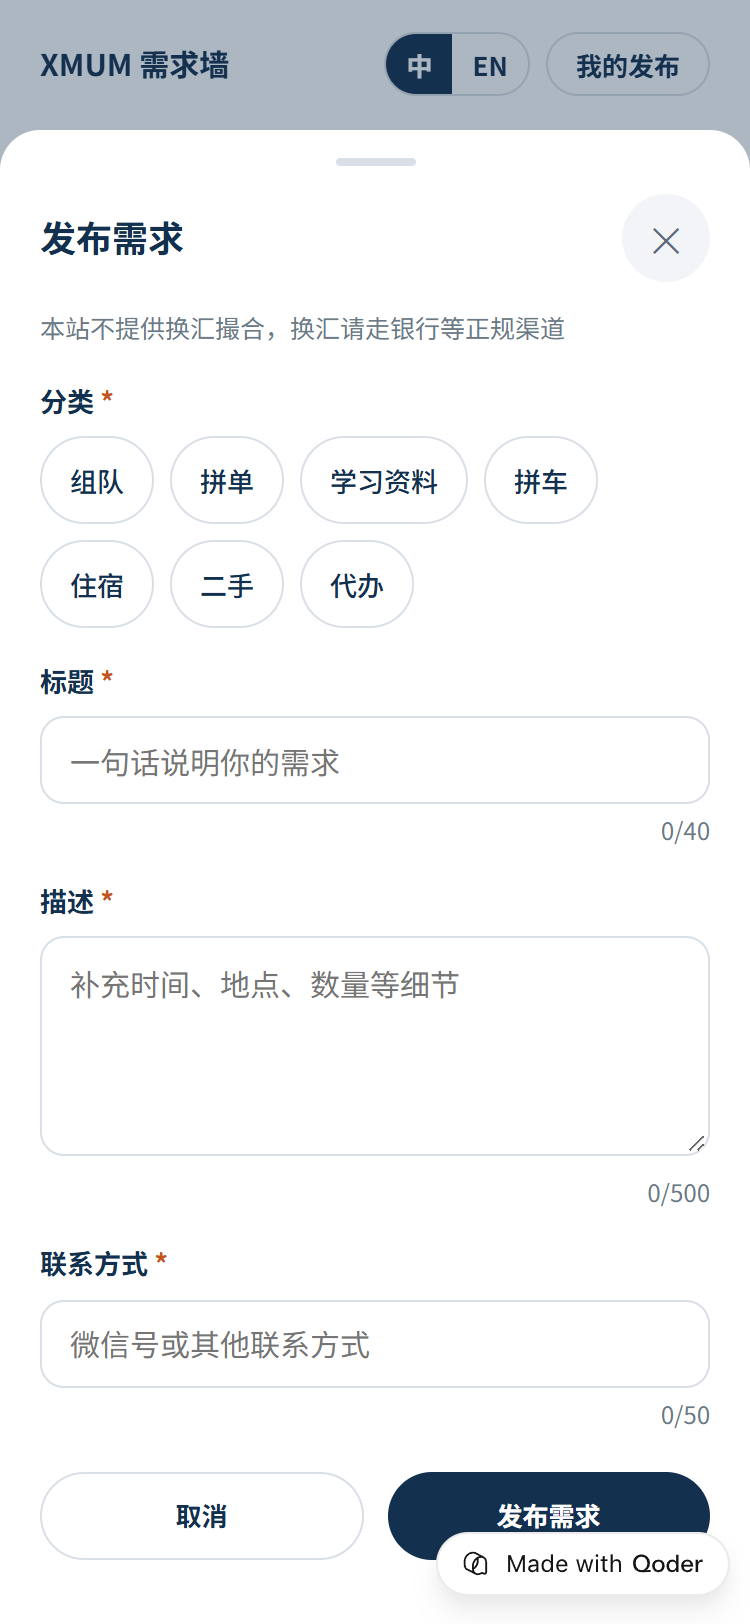 XMUM 需求墙
中 EN 我的发布
发布需求
本站不提供换汇撮合，换汇请走银行等正规渠道
分类 *
组队 拼单 学习资料 拼车
住宿 二手 代办
标题 *
一句话说明你的需求
0/40
描述 *
补充时间、地点、数量等细节
0/500
联系方式 *
微信号或其他联系方式
0/50
取消 发布需求
Made with Qoder